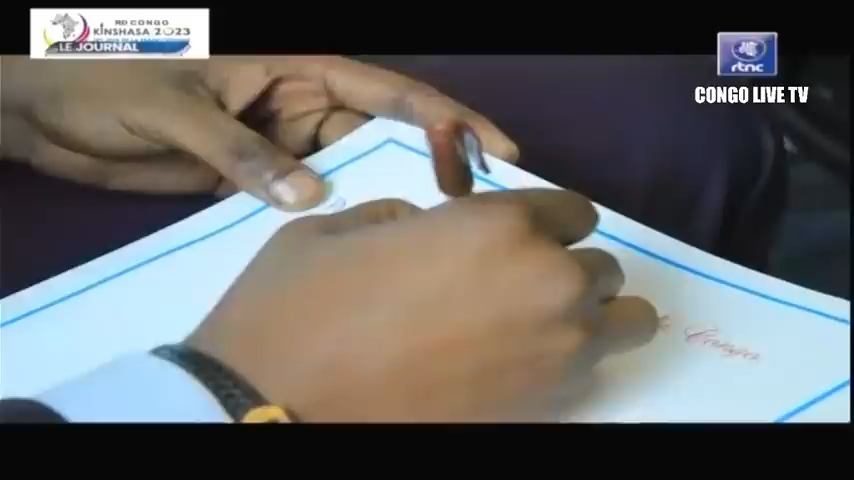 RD CONGO
KINSHASA 2023
LE JOURNAL
rtnc
CONGO LIVE TV
Congo